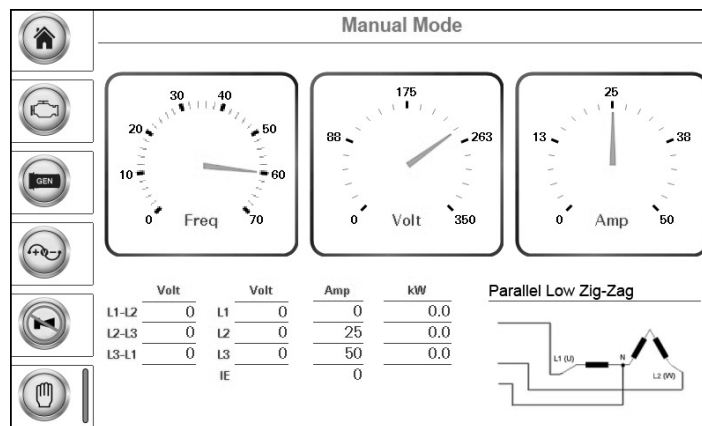 Manual Mode
0 10 20 30 40 50 60 70
Freq
0 88 175 263 350
Volt
0 13 25 38 50
Amp
GEN
Volt Volt Amp kW
L1-L2 0 L1 0 0 0.0
L2-L3 0 L2 0 25 0.0
L3-L1 0 L3 0 50 0.0
IE 0
Parallel Low Zig-Zag
L1 (U) N L2 (W)